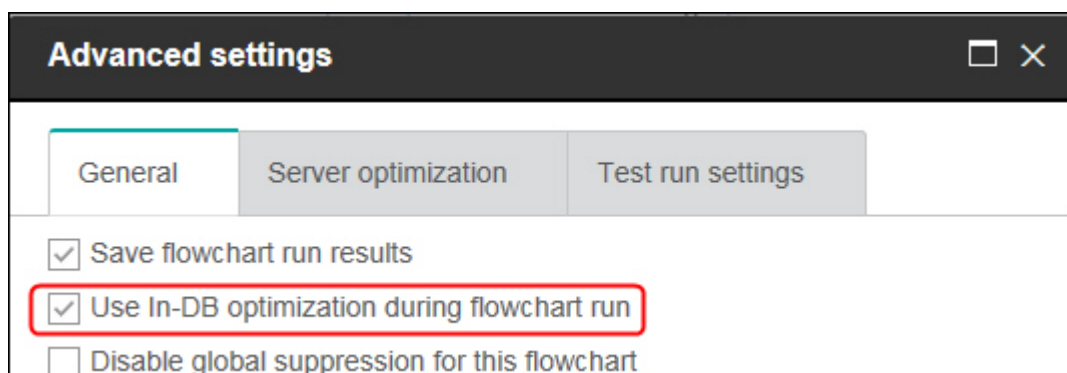 Advanced settings
General Server optimization Test run settings
Save flowchart run results
Use In-DB optimization during flowchart run
Disable global suppression for this flowchart